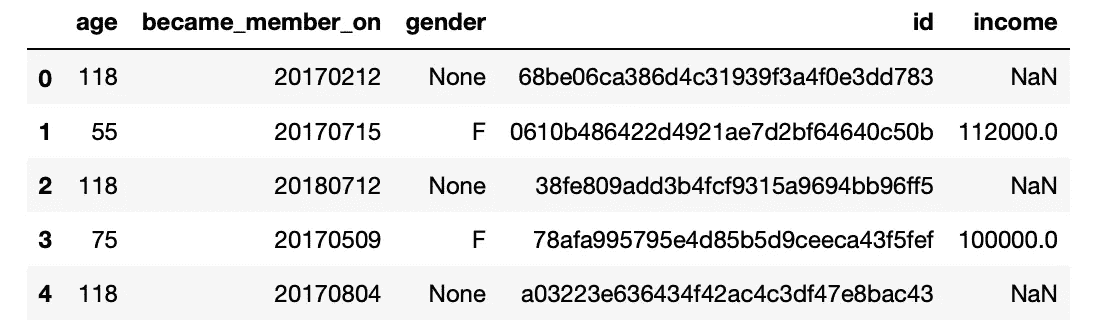 age became_member_on gender id income
0 118 20170212 None 68be06ca386d4c31939f3a4f0e3dd783 NaN
1 55 20170715 F 0610b486422d4921ae7d2bf64640c50b 112000.0
2 118 20180712 None 38fe809add3b4fcf9315a9694bb96ff5 NaN
3 75 20170509 F 78afa995795e4d85b5d9ceeca43f5fef 100000.0
4 118 20170804 None a03223e636434f42ac4c3df47e8bac43 NaN